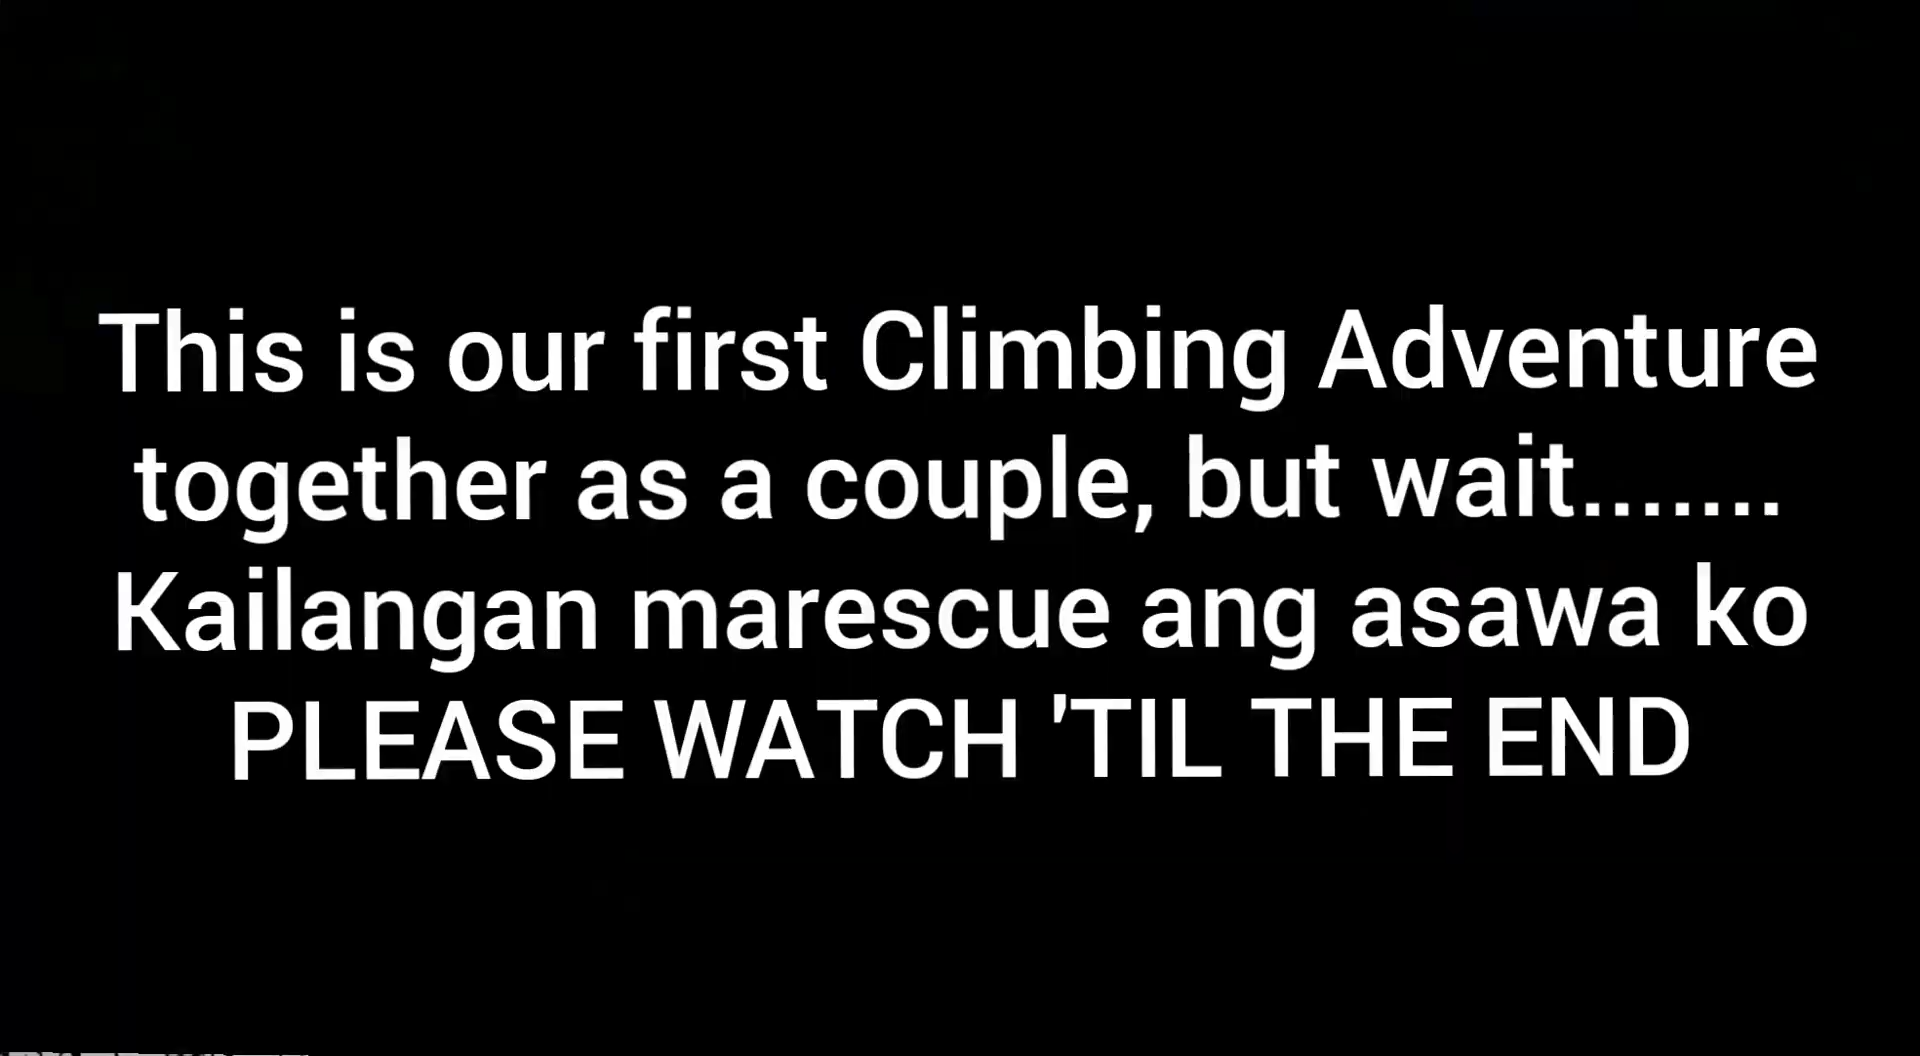 This is our first Climbing Adventure
together as a couple, but wait.......
Kailangan marescue ang asawa ko
PLEASE WATCH 'TIL THE END